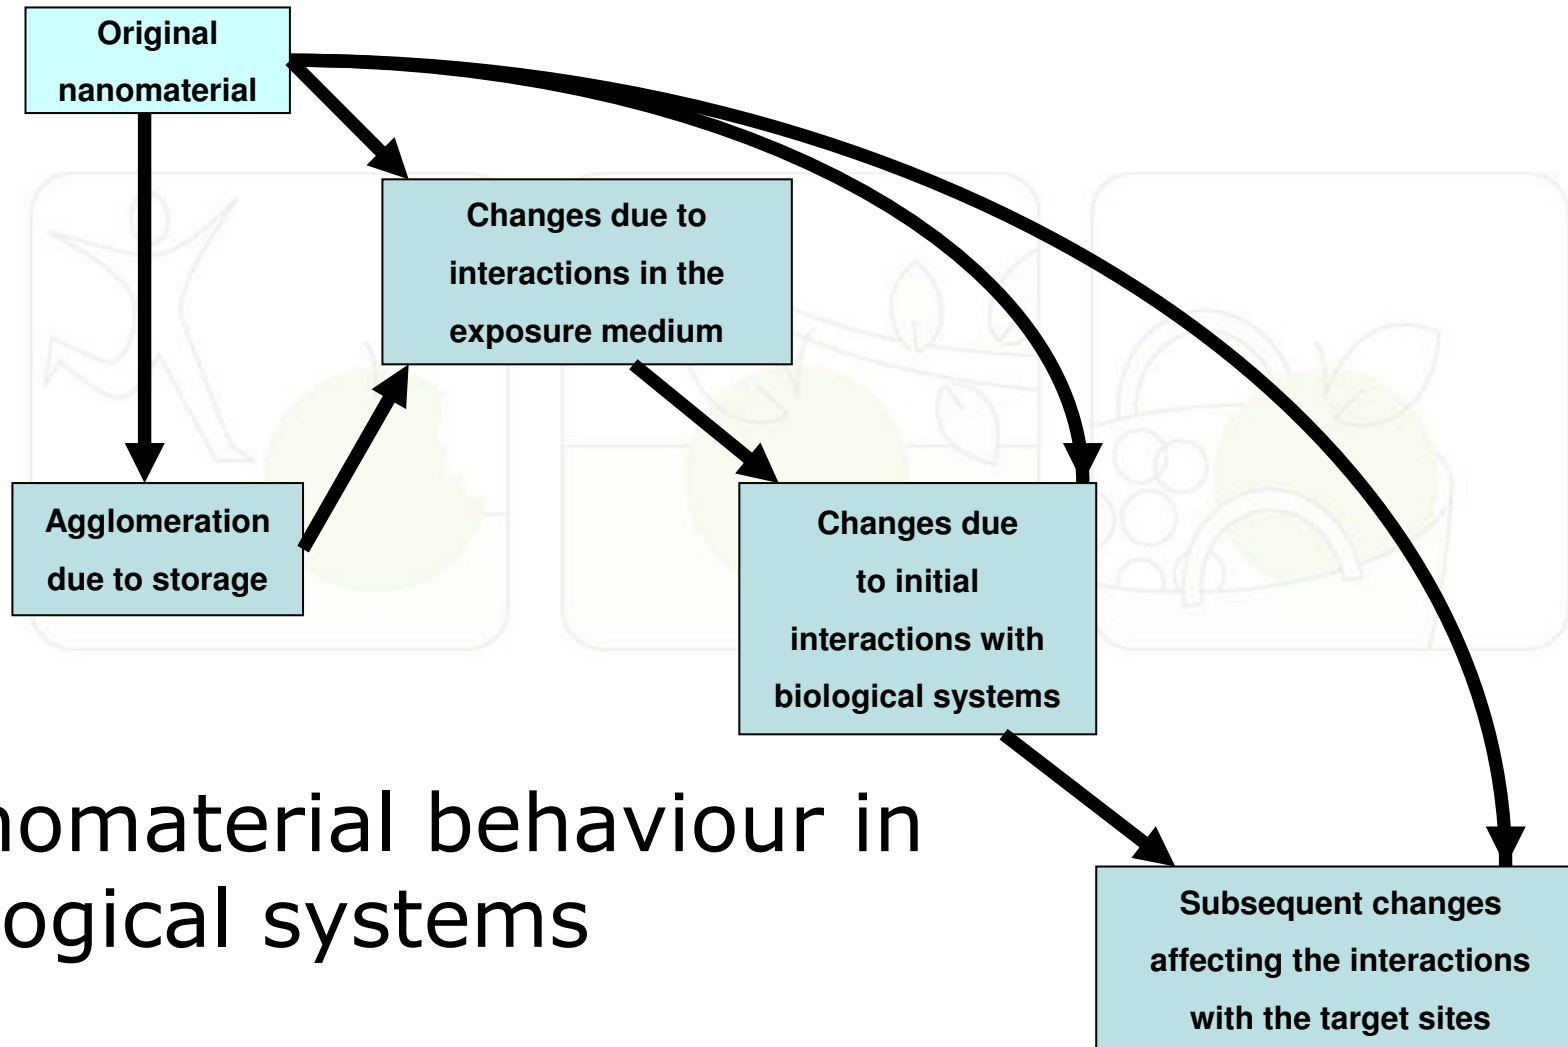 Original
nanomaterial
Changes due to
interactions in the
exposure medium
Agglomeration
due to storage
Changes due
to initial
interactions with
biological systems
nomaterial behaviour in
ogical systems
Subsequent changes
affecting the interactions
with the target sites